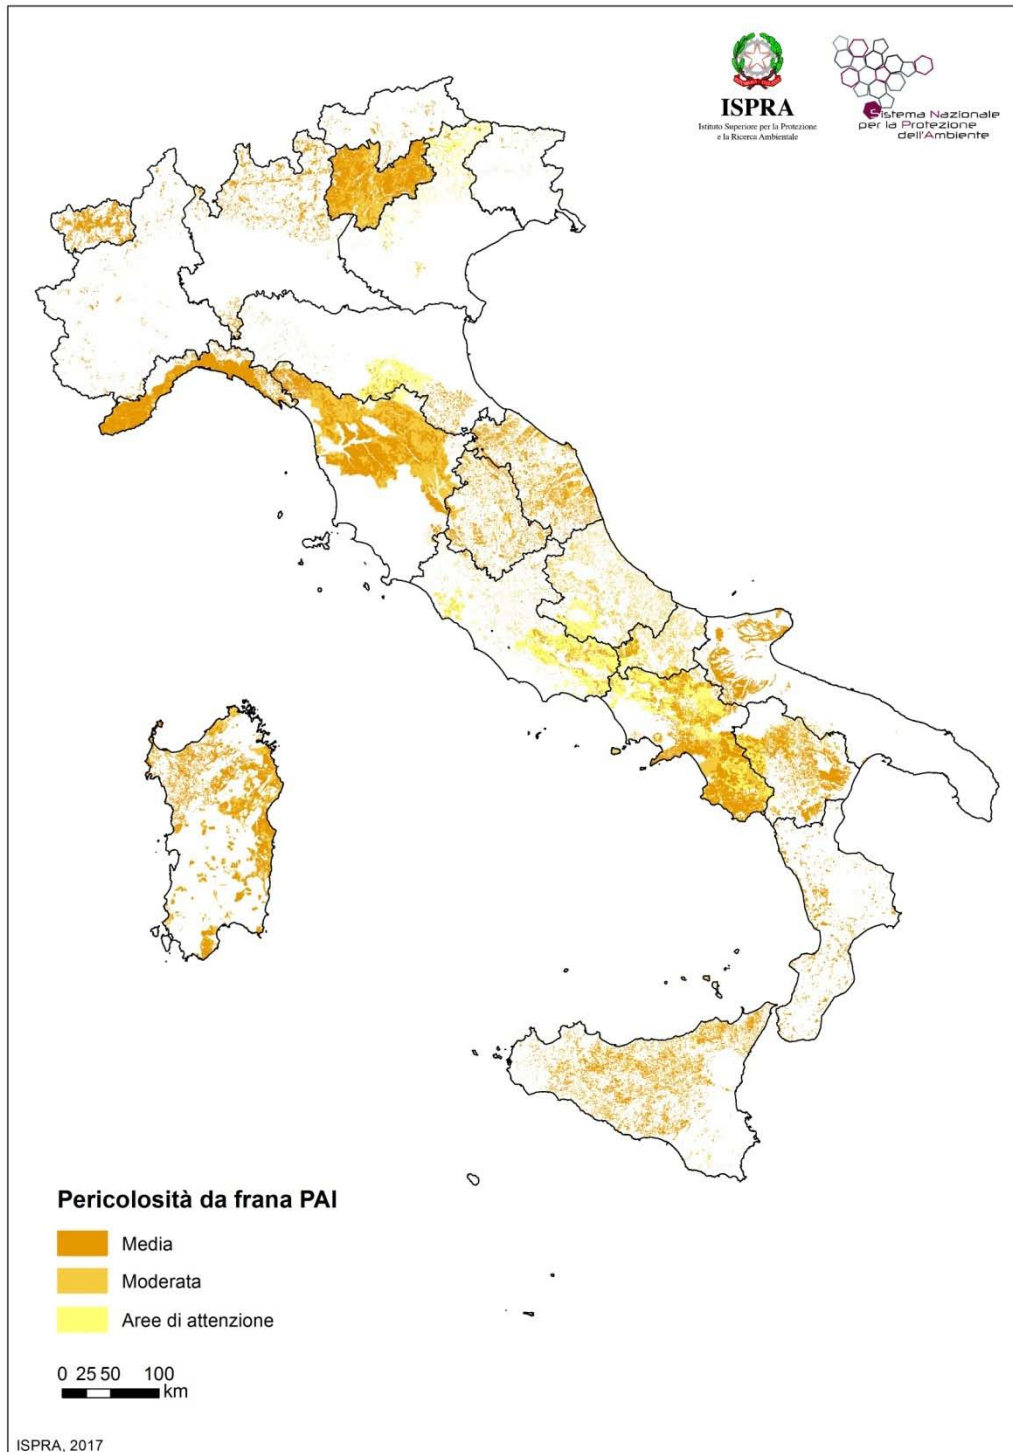 ISPRA
Istituto Superiore per la Protezione
e la Ricerca Ambientale
Sistema Nazionale
per la Protezione
dell'Ambiente
Pericolosità da frana PAI
Media
Moderata
Aree di attenzione
0 25 50 100
km
ISPRA, 2017